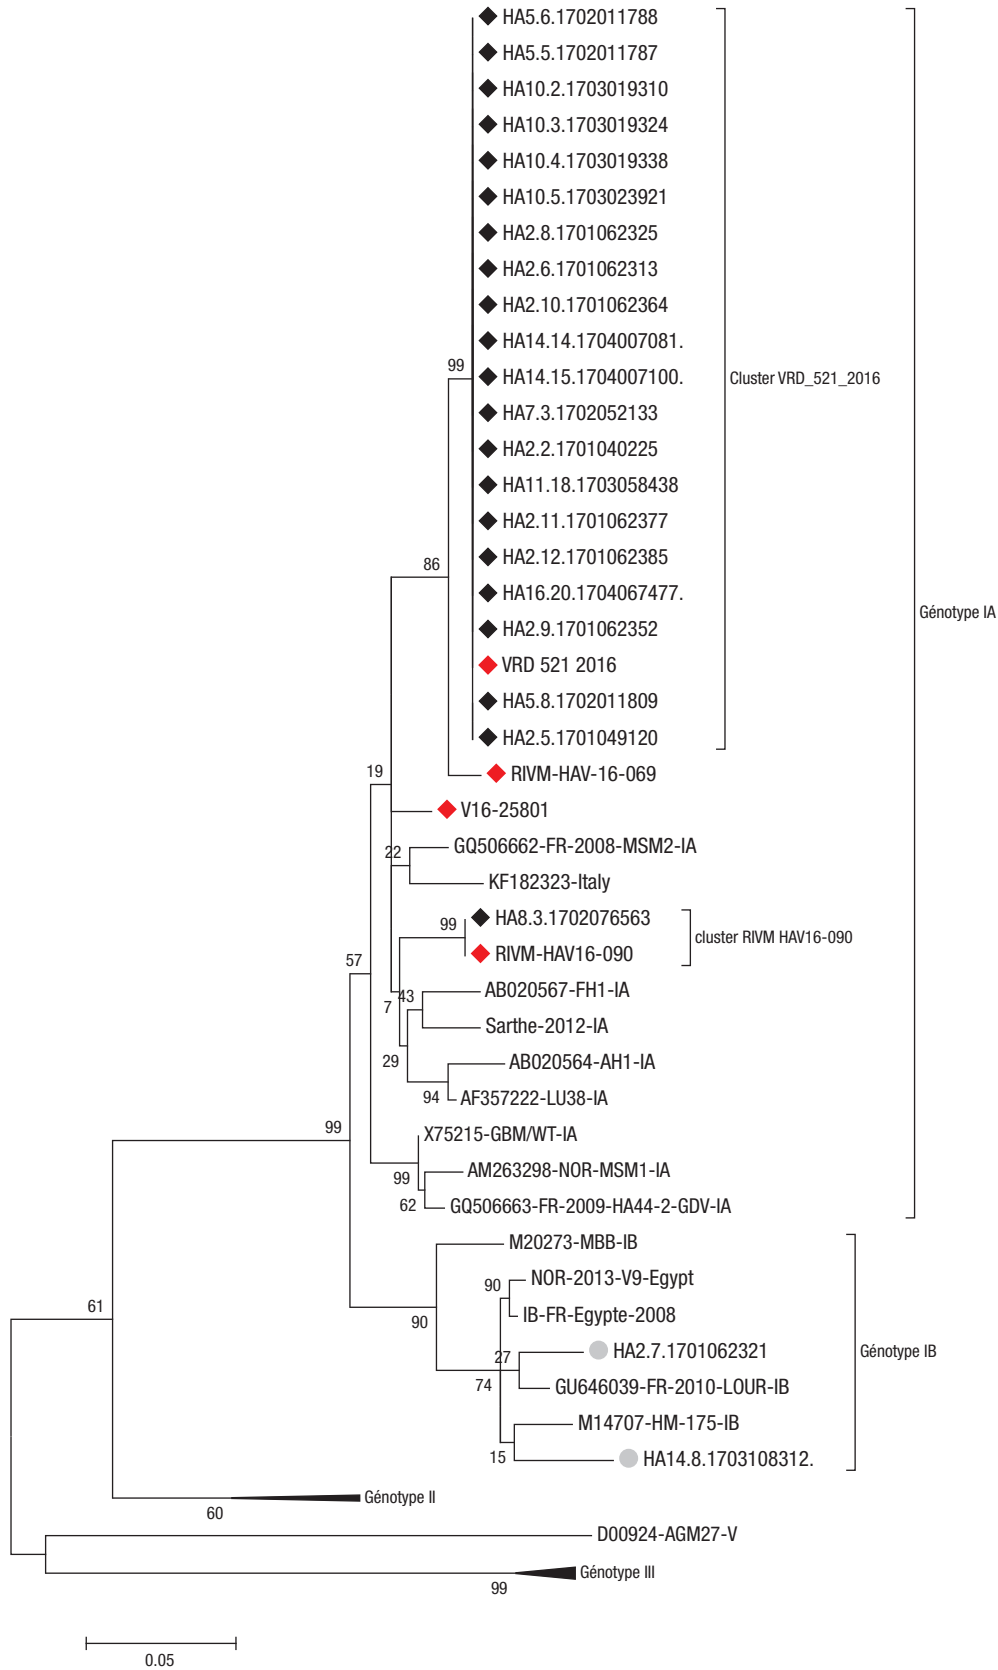 HA5.6.1702011788
HA5.5.1702011787
HA10.2.1703019310
HA10.3.1703019324
HA10.4.1703019338
HA10.5.1703023921
HA2.8.1701062325
HA2.6.1701062313
HA2.10.1701062364
HA14.14.1704007081.
99
HA14.15.1704007100.
Cluster VRD_521_2016
HA7.3.1702052133
HA2.2.1701040225
HA11.18.1703058438
HA2.11.1701062377
HA2.12.1701062385
86
HA16.20.1704067477.
Génotype IA
HA2.9.1701062352
VRD 521 2016
HA5.8.1702011809
HA2.5.1701049120
19
RIVM-HAV-16-069
V16-25801
22
GQ506662-FR-2008-MSM2-IA
KF182323-Italy
99
HA8.3.1702076563
cluster RIVM HAV16-090
RIVM-HAV16-090
57
7
43
AB020567-FH1-IA
Sarthe-2012-IA
29
AB020564-AH1-IA
94
AF357222-LU38-IA
99
X75215-GBM/WT-IA
99
AM263298-NOR-MSM1-IA
62
GQ506663-FR-2009-HA44-2-GDV-IA
M20273-MBB-IB
90
NOR-2013-V9-Egypt
61
90
IB-FR-Egypte-2008
27
HA2.7.1701062321
Génotype IB
74
GU646039-FR-2010-LOUR-IB
M14707-HM-175-IB
15
HA14.8.1703108312.
60
Génotype II
D00924-AGM27-V
99
Génotype III
0.05